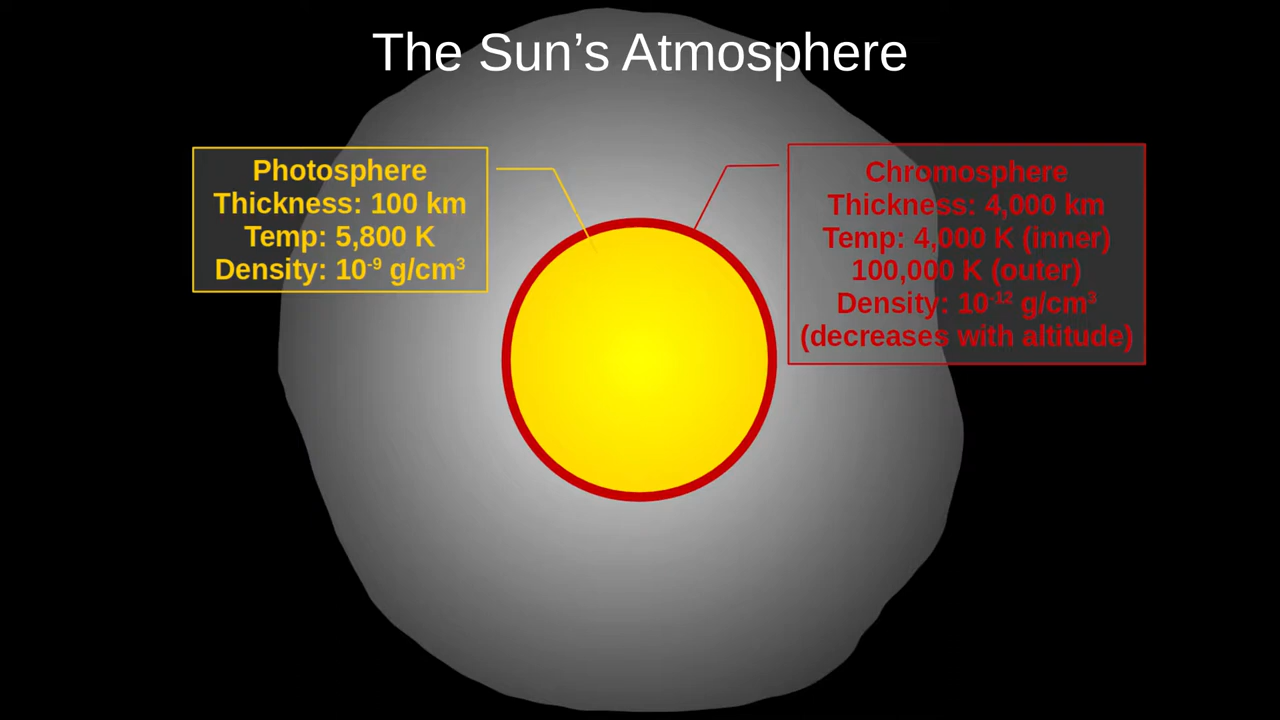 The Sun’s Atmosphere
Photosphere
Thickness: 100 km
Temp: 5,800 K
Density: 10⁻⁹ g/cm³
Chromosphere
Thickness: 4,000 km
Temp: 4,000 K (inner)
100,000 K (outer)
Density: 10⁻¹² g/cm³
(decreases with altitude)